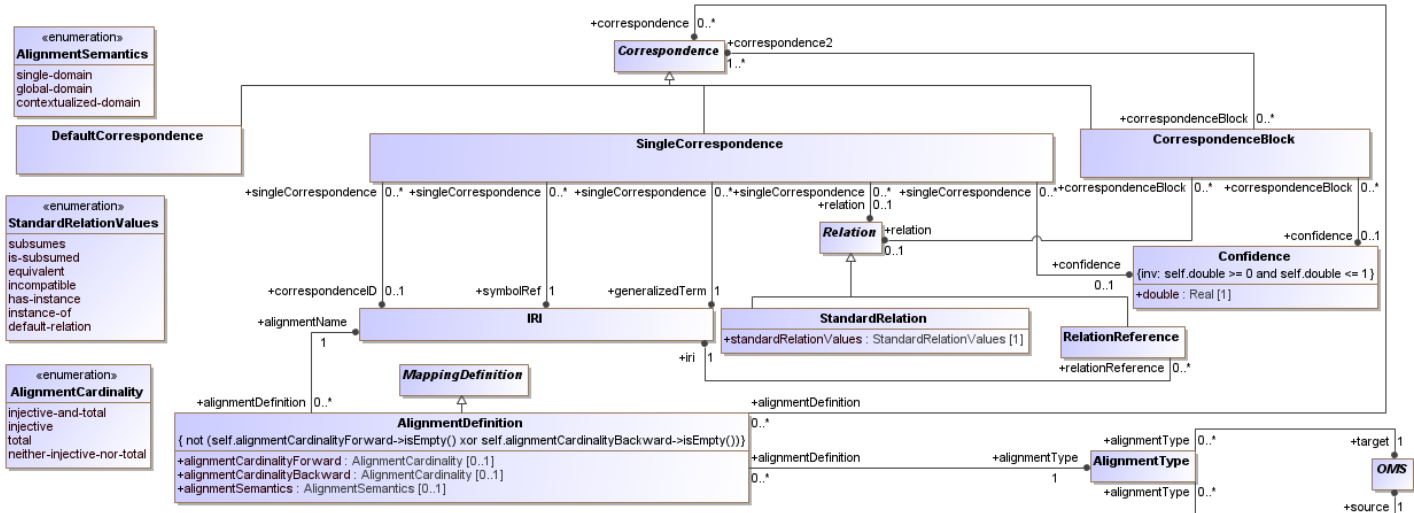 +correspondence 0..*
«enumeration»
AlignmentSemantics
single-domain
global-domain
contextualized-domain
Correspondence
+correspondence2
1..*
DefaultCorrespondence
SingleCorrespondence
+correspondenceBlock 0..*
CorrespondenceBlock
+singleCorrespondence 0..*
+singleCorrespondence 0..*
+singleCorrespondence 0..*
+singleCorrespondence 0..*
+singleCorrespondence 0..*
+correspondenceBlock 0..*
+correspondenceBlock 0..*
«enumeration»
StandardRelationValues
subsumes
is-subsumed
equivalent
incompatible
has-instance
instance-of
default-relation
+relation 0..1
Relation
+relation
0..1
+confidence 0..1
Confidence
{inv: self.double >= 0 and self.double <= 1 }
+double : Real [1]
+confidence
0..1
+correspondenceID 0..1
+symbolRef 1
+generalizedTerm 1
IRI
+alignmentName
1
StandardRelation
+standardRelationValues : StandardRelationValues [1]
RelationReference
+iri 1
+relationReference 0..*
«enumeration»
AlignmentCardinality
injective-and-total
injective
total
neither-injective-nor-total
MappingDefinition
+alignmentDefinition 0..*
AlignmentDefinition
{ not (self.alignmentCardinalityForward->isEmpty() xor self.alignmentCardinalityBackward->isEmpty())}
+alignmentCardinalityForward : AlignmentCardinality [0..1]
+alignmentCardinalityBackward : AlignmentCardinality [0..1]
+alignmentSemantics : AlignmentSemantics [0..1]
+alignmentDefinition
0..*
+alignmentDefinition
0..*
+alignmentType
1
+alignmentType 0..*
AlignmentType
+alignmentType 0..*
+target 1
OMS
+source 1